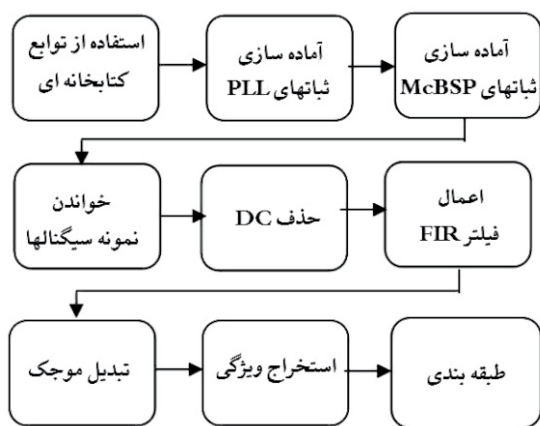 استفاده از توابع
کتابخانه ای
آماده سازی
ثباتهای PLL
آماده سازی
ثباتهای McBSP
خواندن
نمونه سیگنالها
حذف DC
اعمال
فیلتر FIR
تبدیل موجک
استخراج ویژگی
طبقه بندی